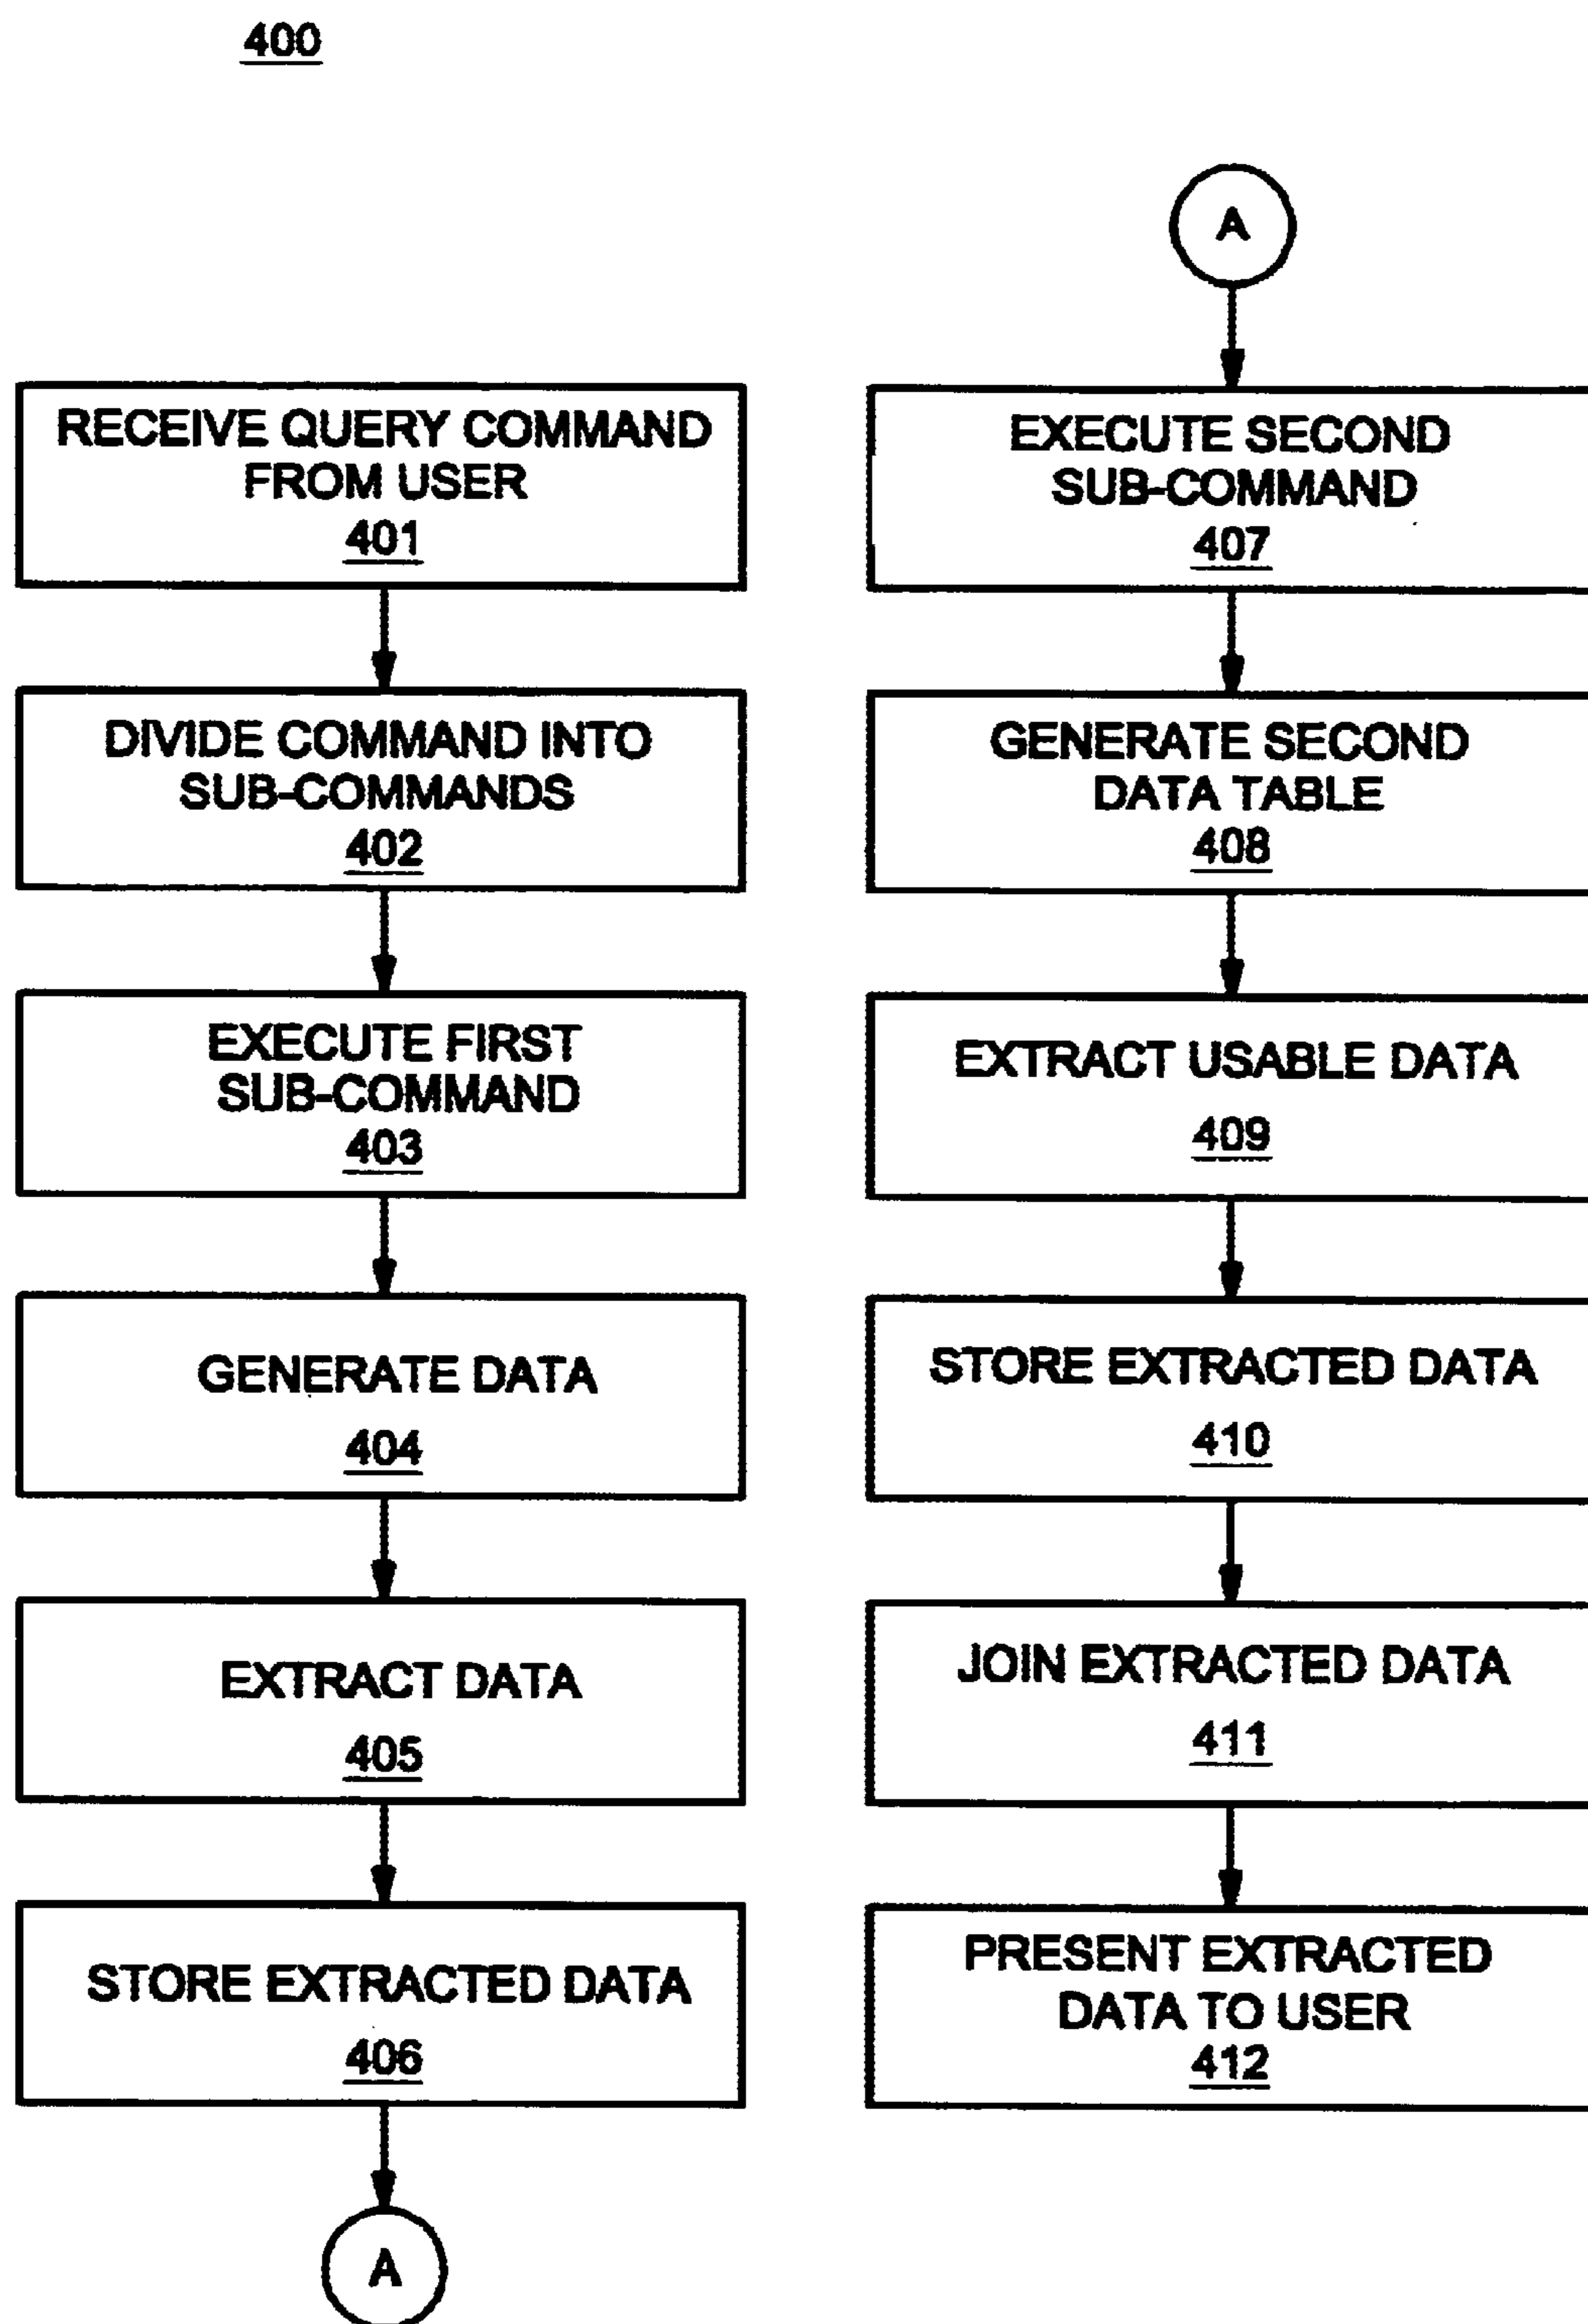 400
RECEIVE QUERY COMMAND
FROM USER
401
DIVIDE COMMAND INTO
SUB-COMMANDS
402
EXECUTE FIRST
SUB-COMMAND
403
GENERATE DATA
404
EXTRACT DATA
405
STORE EXTRACTED DATA
406
A
A
EXECUTE SECOND
SUB-COMMAND
407
GENERATE SECOND
DATA TABLE
408
EXTRACT USABLE DATA
409
STORE EXTRACTED DATA
410
JOIN EXTRACTED DATA
411
PRESENT EXTRACTED
DATA TO USER
412